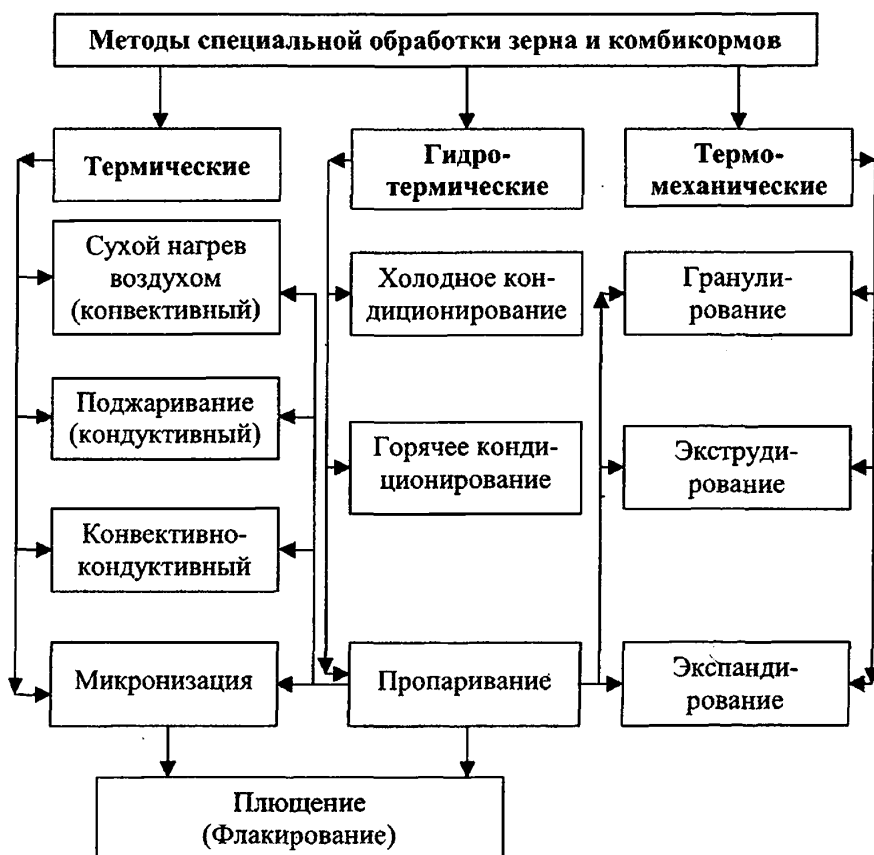 Методы специальной обработки зерна и комбикормов
Термические
Гидро-
термические
Термо-
механические
Сухой нагрев
воздухом
(конвективный)
Холодное кон-
диционирование
Гранули-
рование
Поджаривание
(кондуктивный)
Горячее конди-
ционирование
Экструди-
рование
Конвективно-
кондуктивный
Микронизация
Пропаривание
Экспанди-
рование
Плющение
(Флакирование)